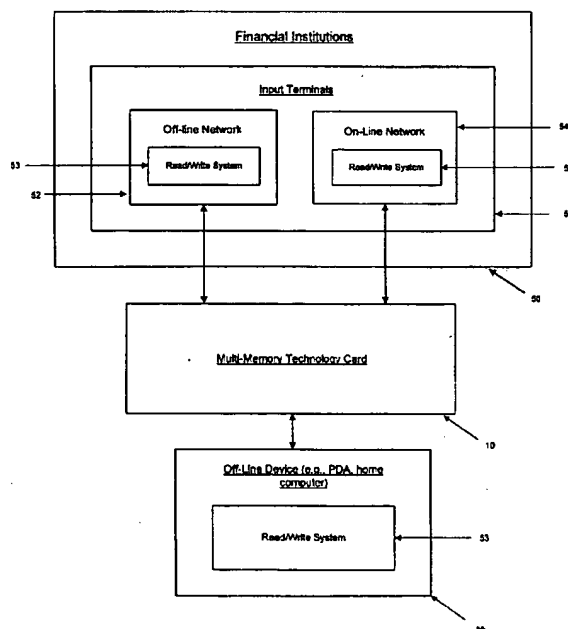 Financial Institutions
Input Terminals
Off-line Network
On-Line Network
54
53
Read/Write System
Read/Write System
5
52
5
50
Multi-Memory Technology Card
10
Off-Line Device (e.g., PDA, home
computer)
Read/Write System
53